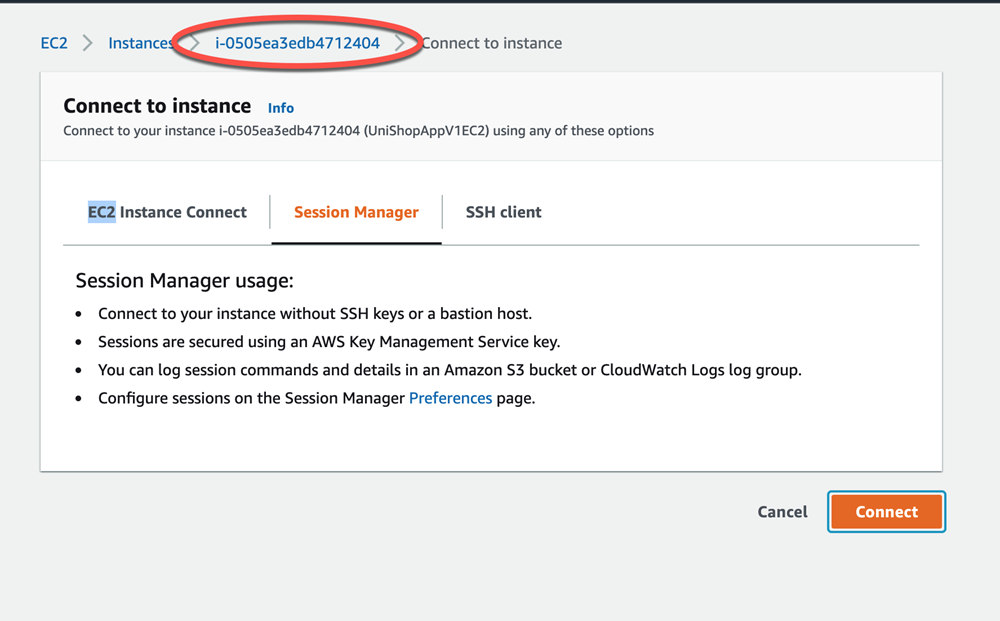 EC2 Instances i-0505ea3edb4712404 Connect to instance
Connect to instance Info
Connect to your instance i-0505ea3edb4712404 (UniShopAppV1EC2) using any of these options
EC2 Instance Connect Session Manager SSH client
Session Manager usage:
• Connect to your instance without SSH keys or a bastion host.
• Sessions are secured using an AWS Key Management Service key.
• You can log session commands and details in an Amazon S3 bucket or CloudWatch Logs log group.
• Configure sessions on the Session Manager Preferences page.
Cancel Connect